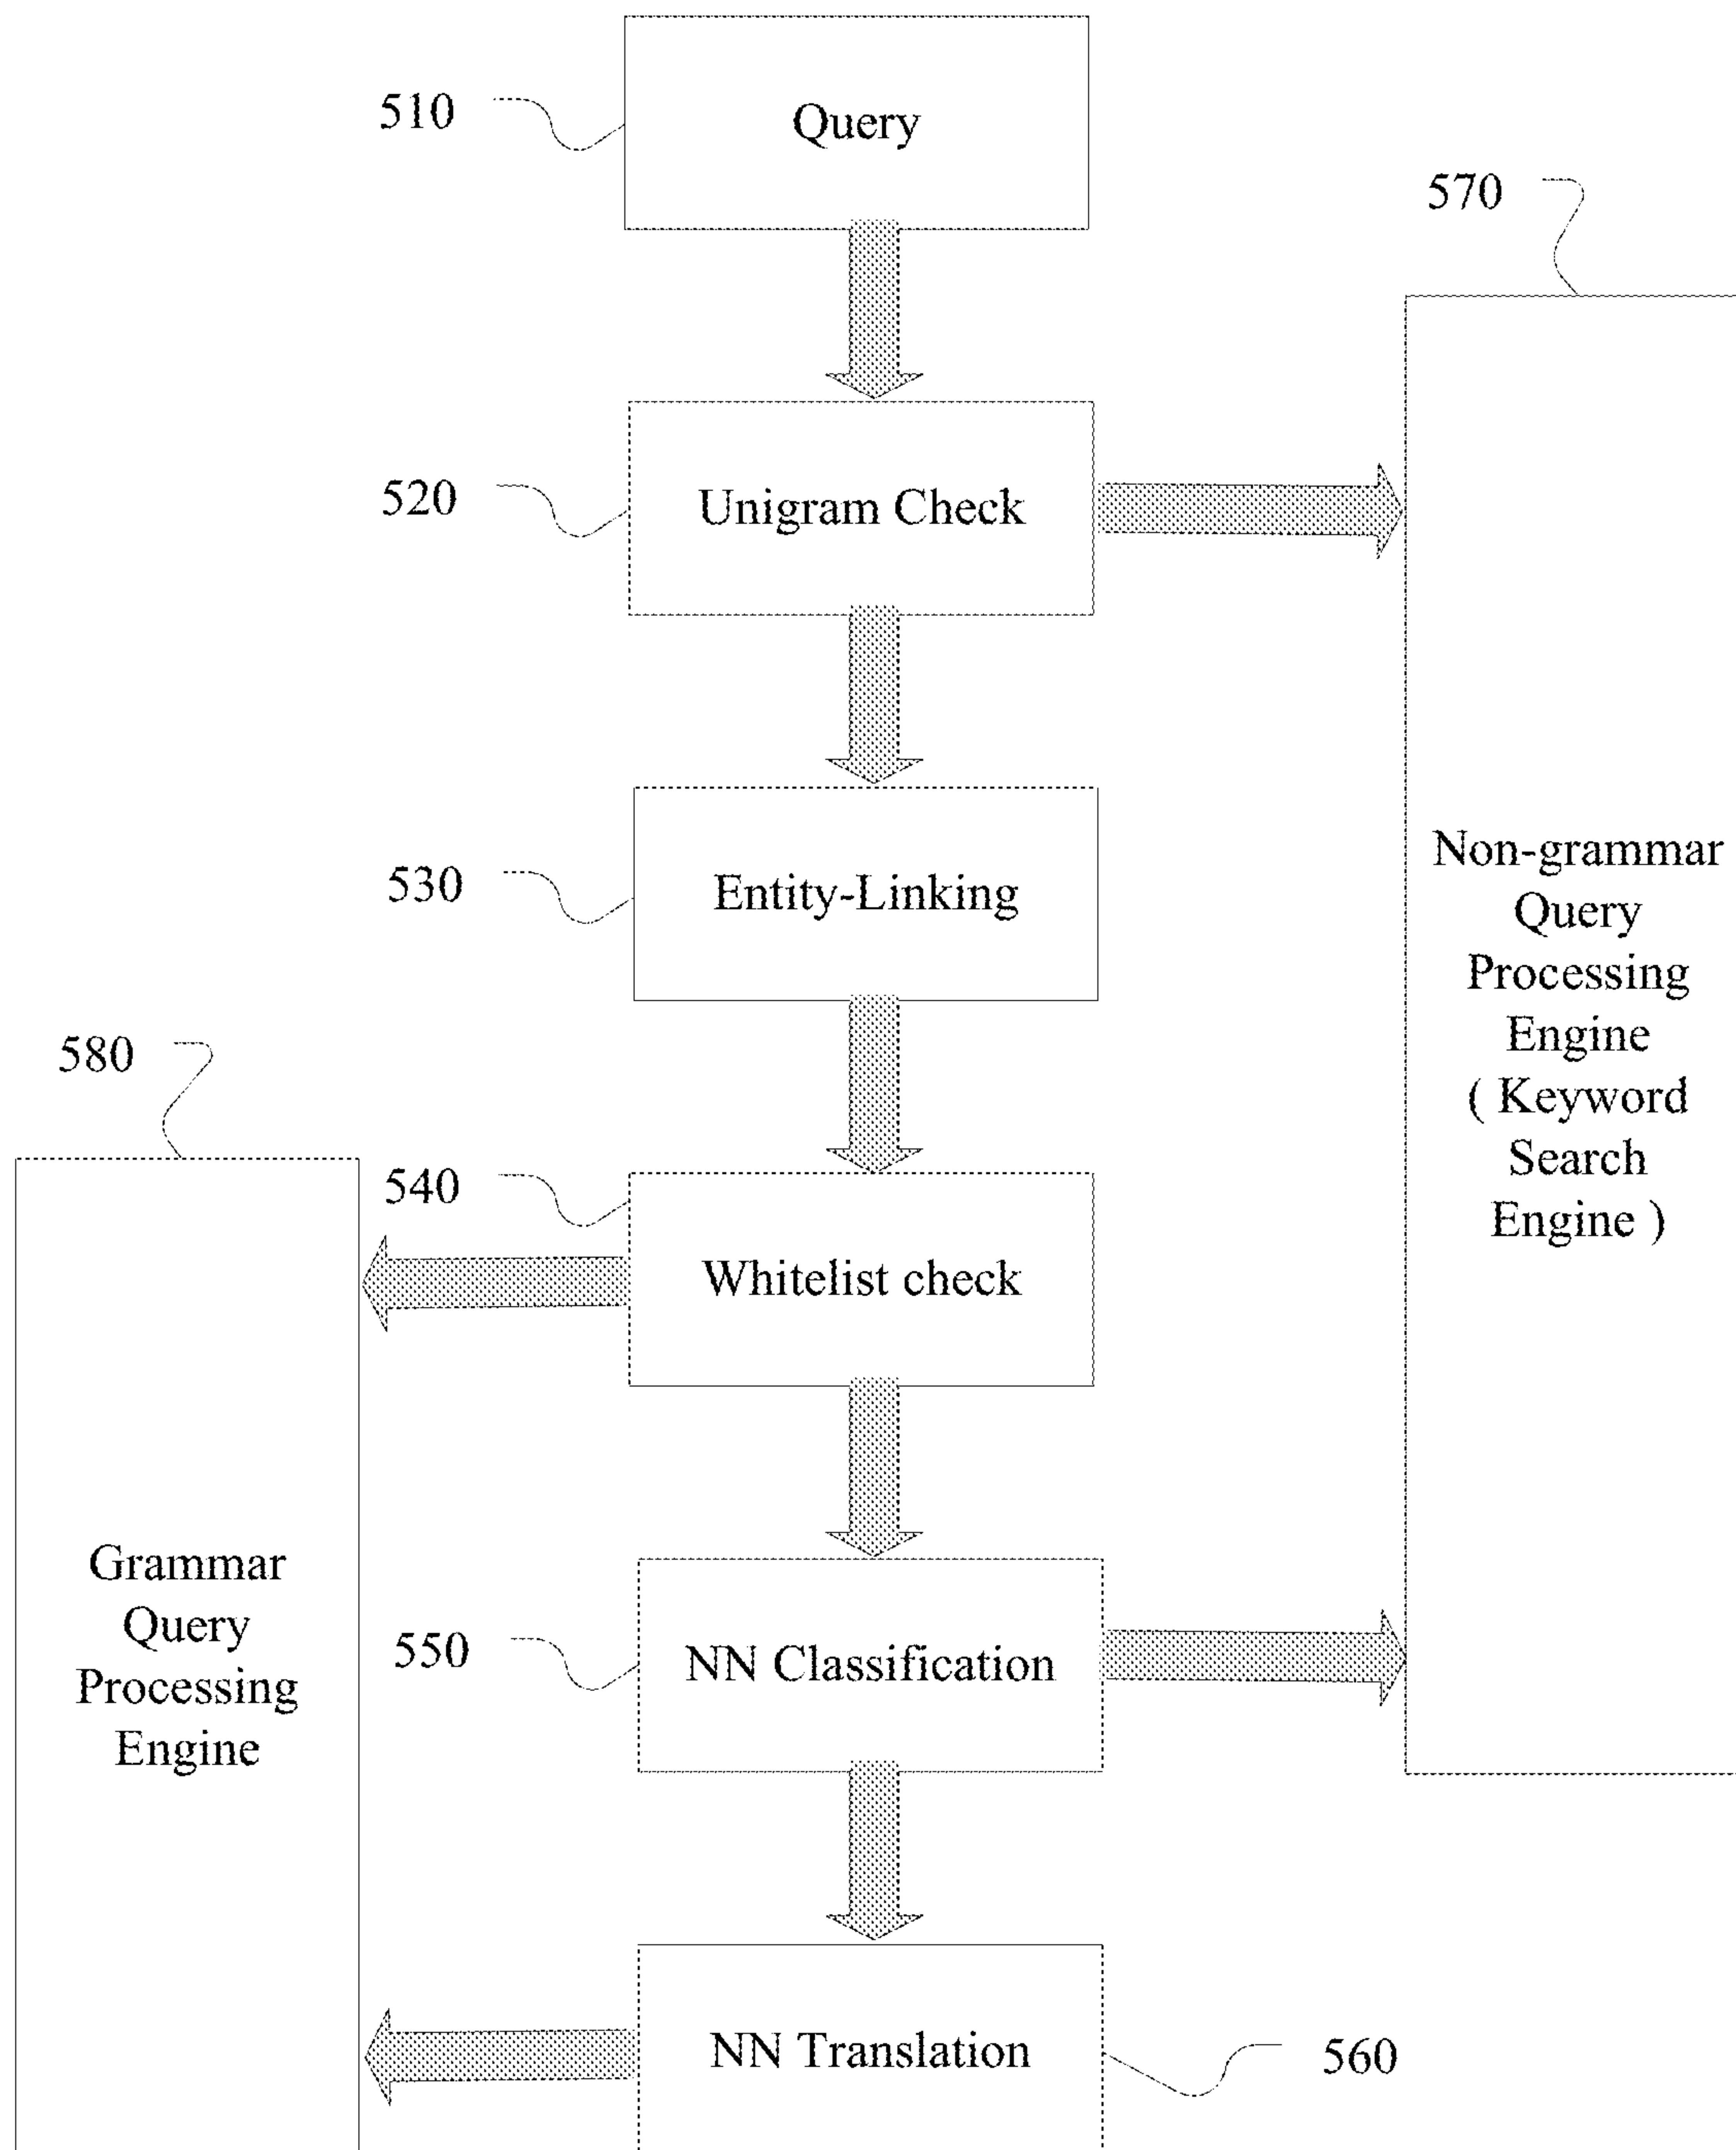 510
Query
570
520
Unigram Check
530
Entity-Linking
Non-grammar
Query
Processing
Engine
( Keyword
Search
Engine )
580
540
Whitelist check
Grammar
Query
Processing
Engine
550
NN Classification
NN Translation
560